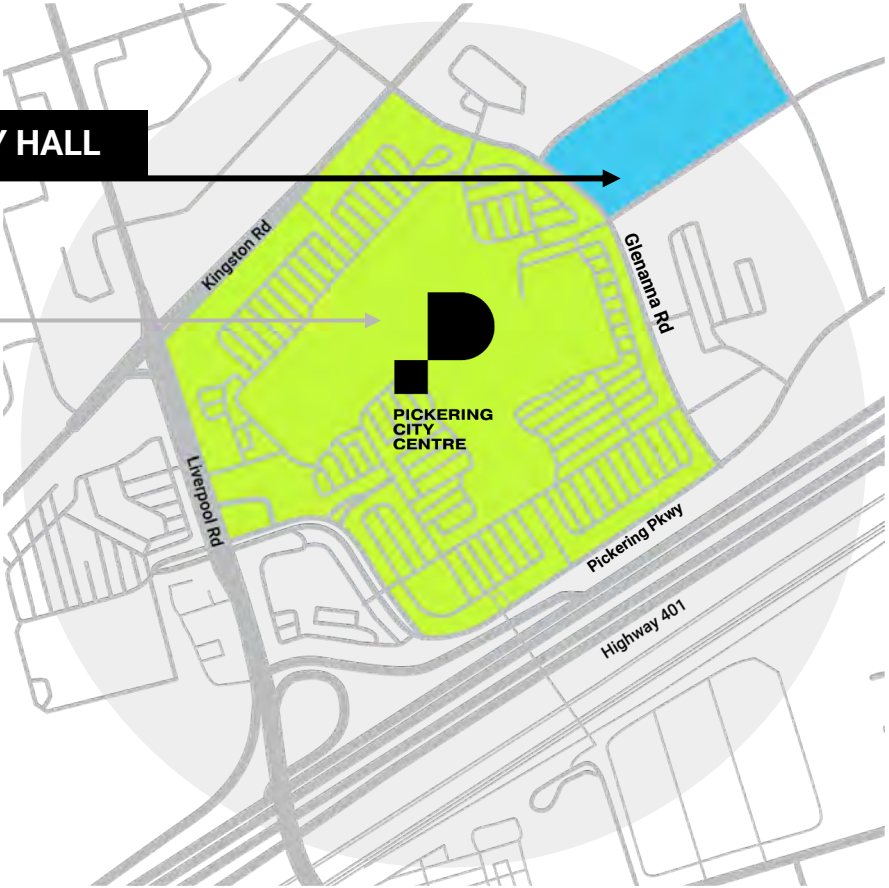 Y HALL
Kingston Rd
Glenanna Rd
PICKERING
CITY
CENTRE
Liverpool Rd
Pickering Pkwy
Highway 401